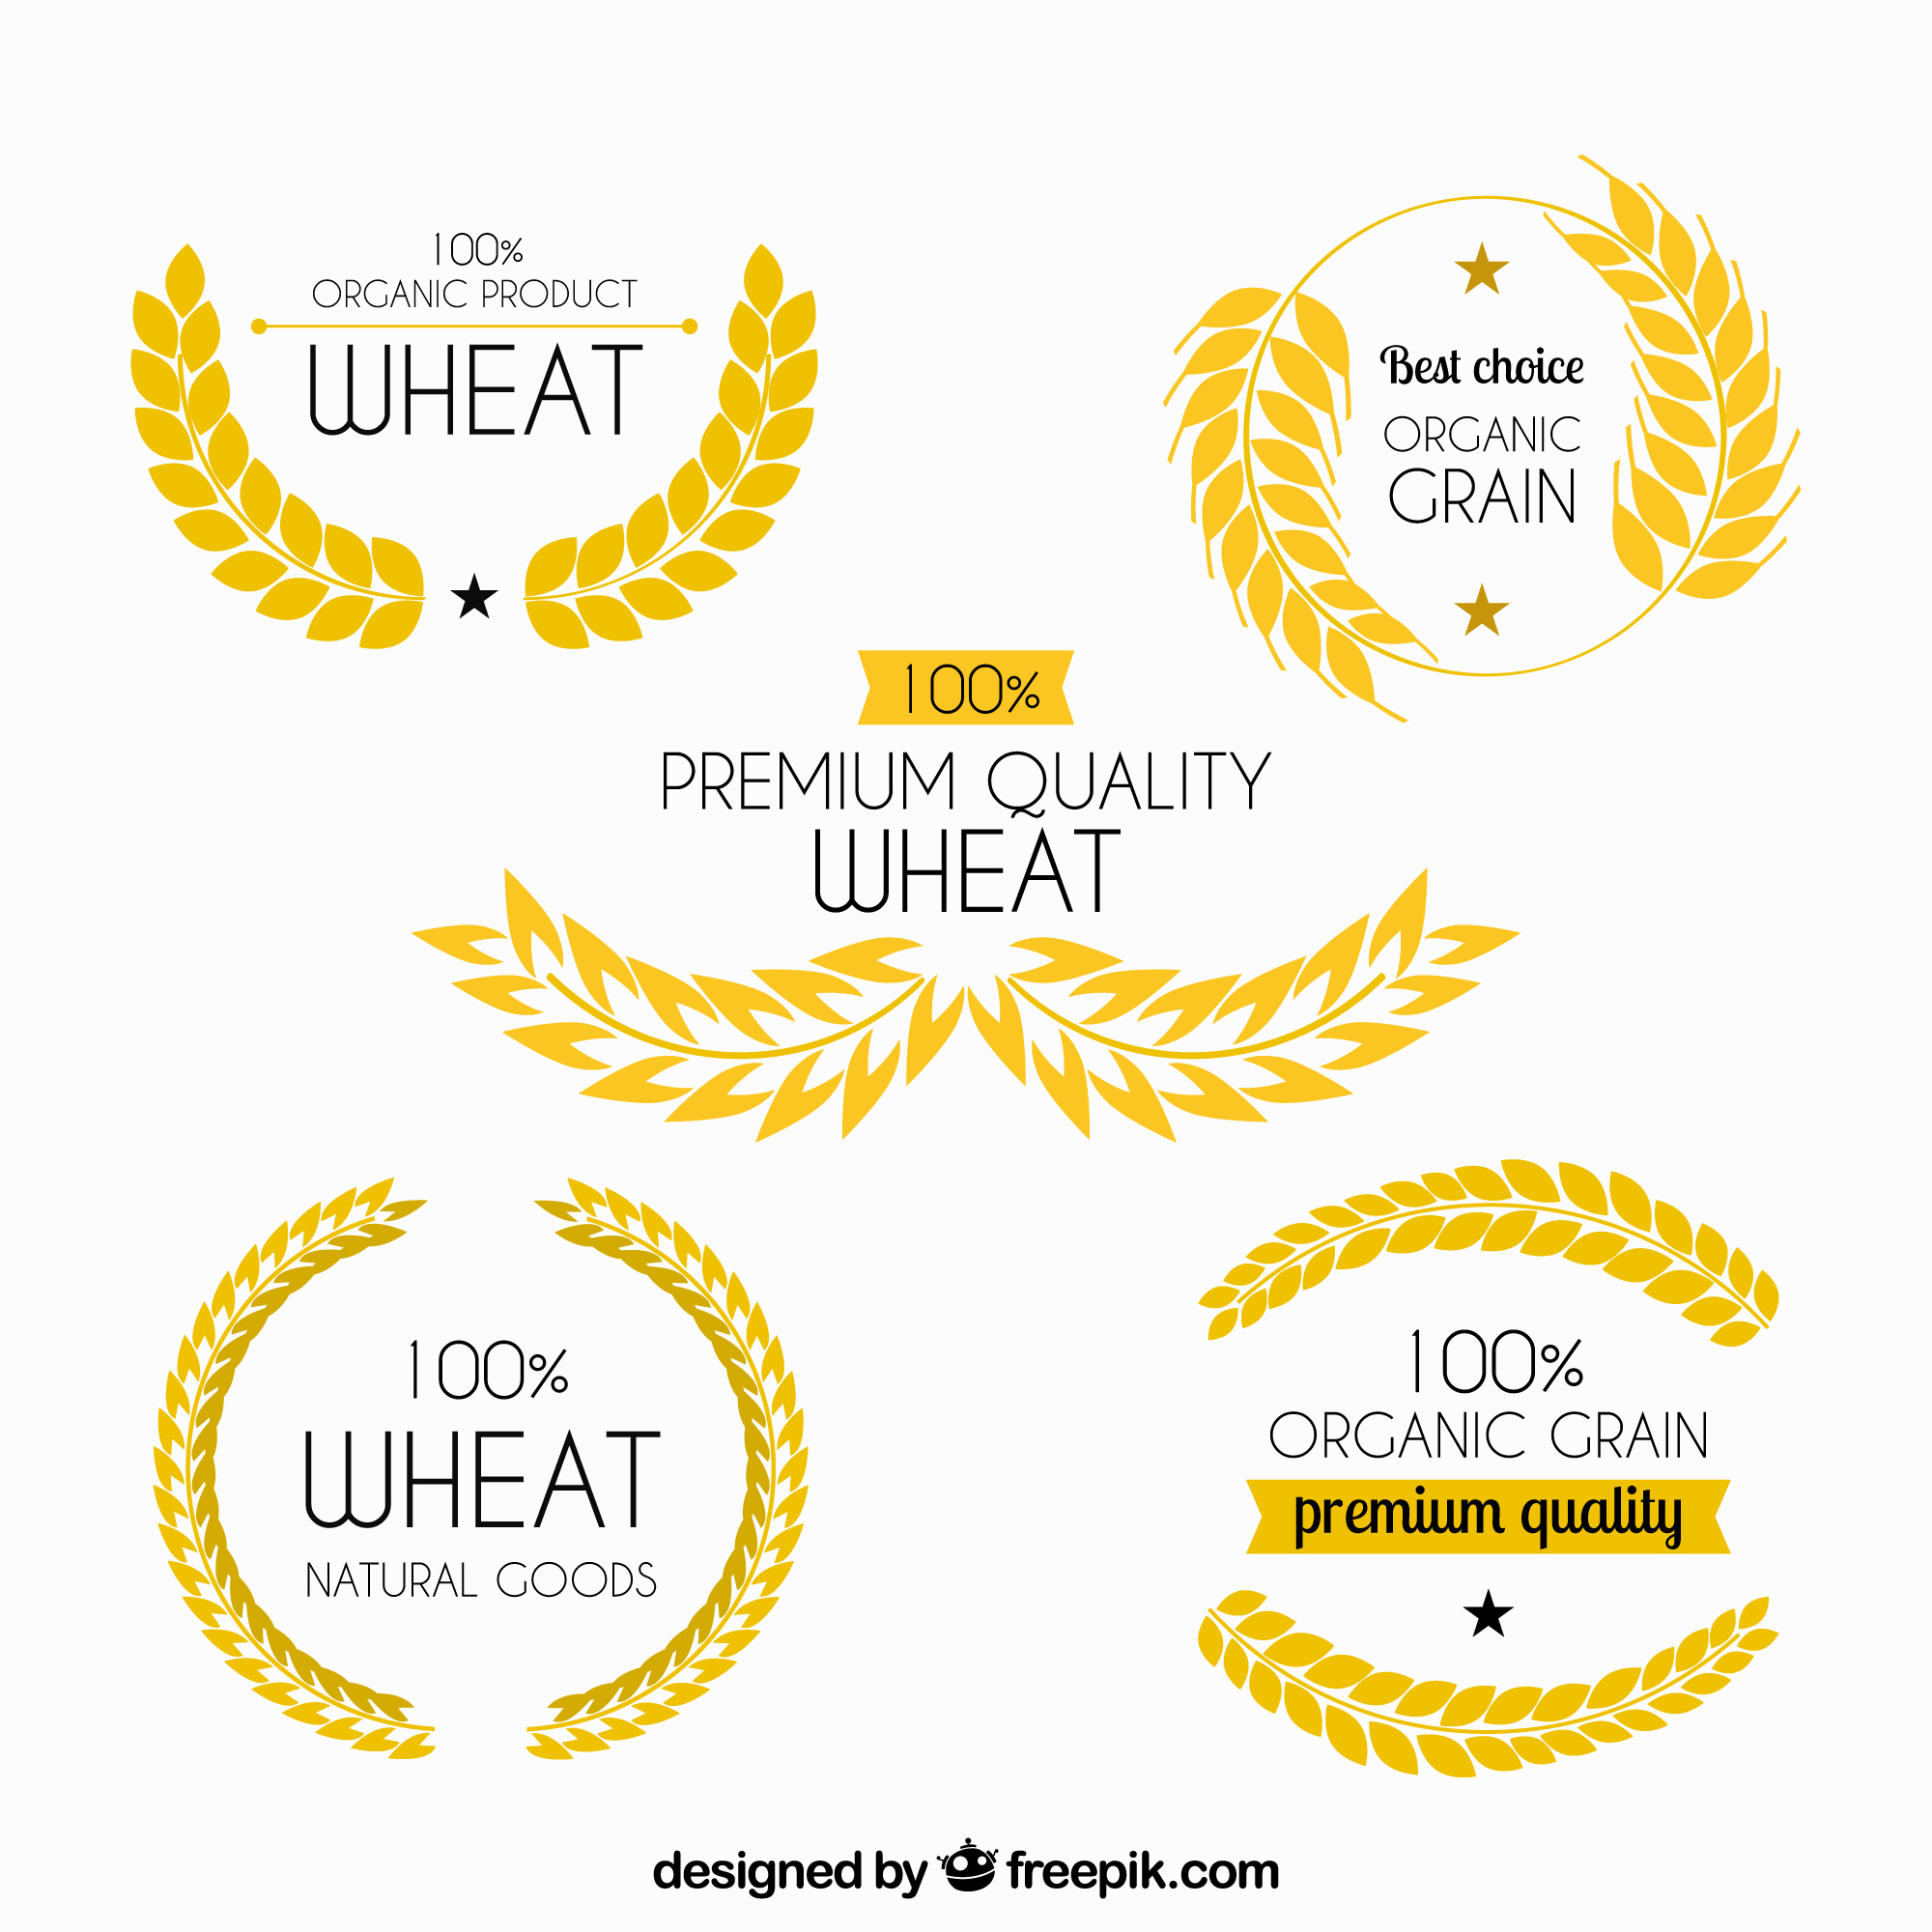 100%
ORGANIC PRODUCT
WHEAT
Best choice
ORGANIC
GRAIN
100%
PREMIUM QUALITY
WHEAT
100%
WHEAT
NATURAL GOODS
100%
ORGANIC GRAIN
premium quality
designed by freepik.com